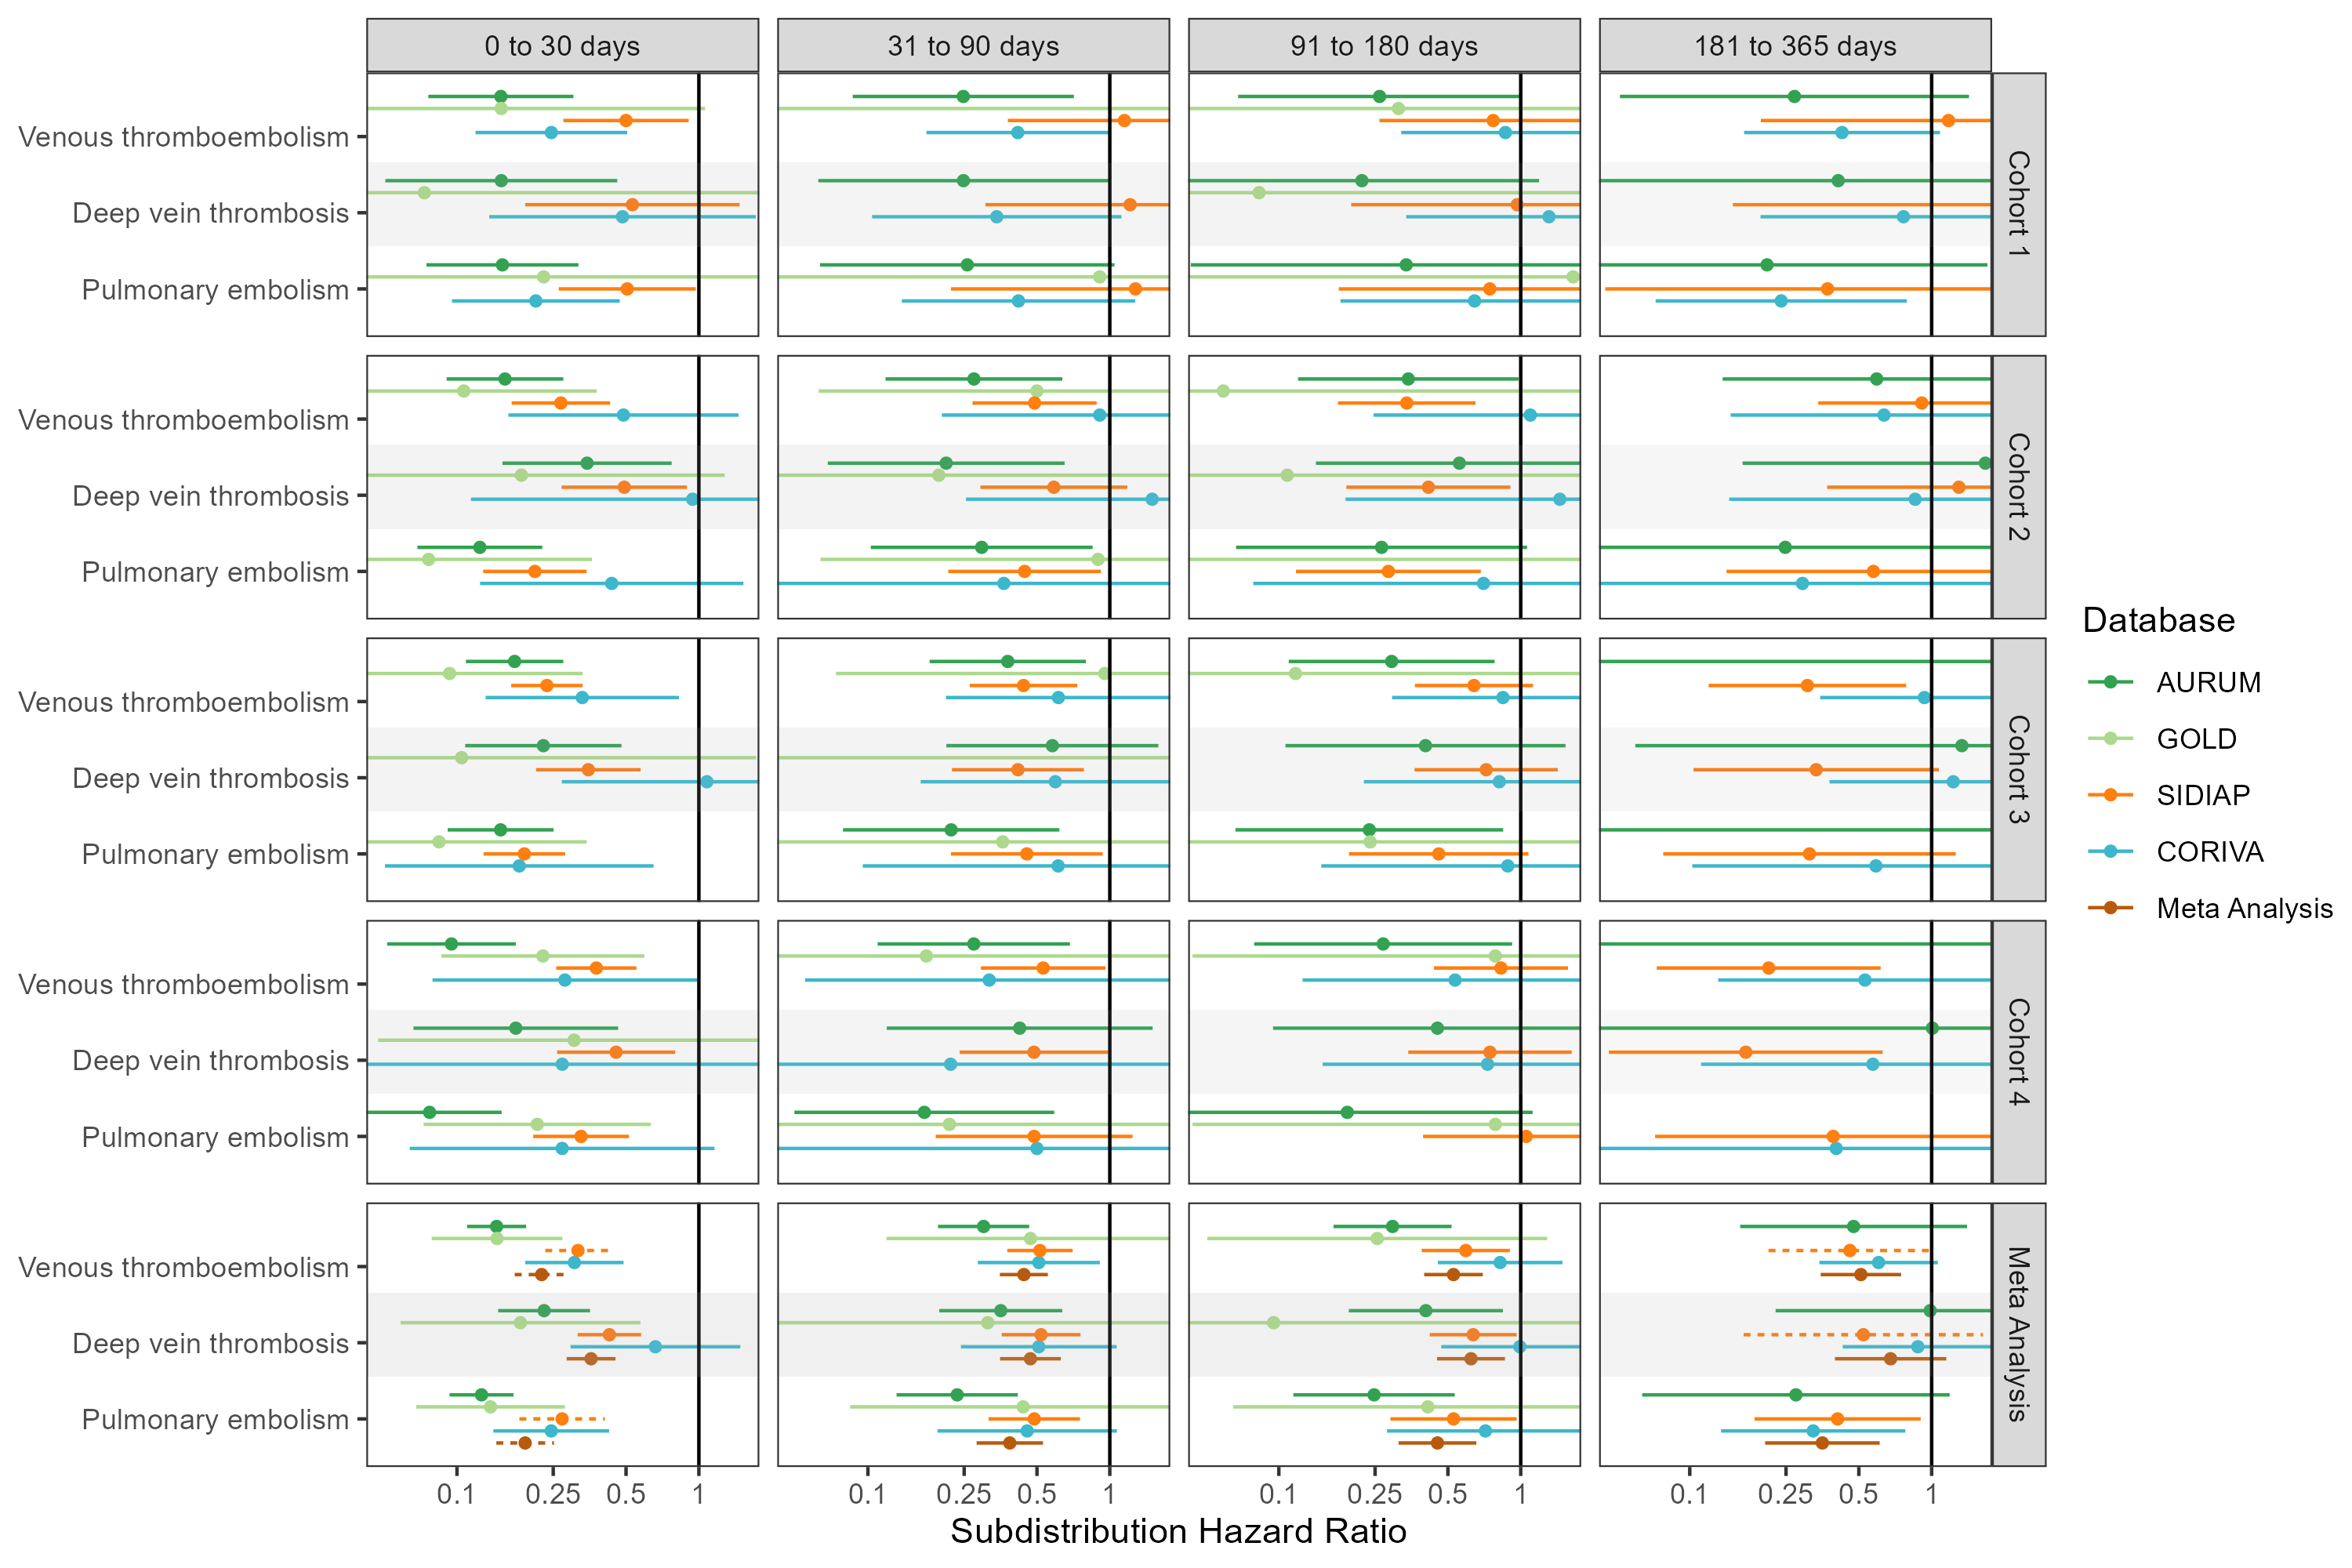 0 to 30 days
31 to 90 days
91 to 180 days
181 to 365 days
Venous thromboembolism
Deep vein thrombosis
Pulmonary embolism
Cohort 1
Venous thromboembolism
Deep vein thrombosis
Pulmonary embolism
Cohort 2
Venous thromboembolism
Deep vein thrombosis
Pulmonary embolism
Cohort 3
Venous thromboembolism
Deep vein thrombosis
Pulmonary embolism
Cohort 4
Venous thromboembolism
Deep vein thrombosis
Pulmonary embolism
Meta Analysis
0.1 0.25 0.5 1
0.1 0.25 0.5 1
0.1 0.25 0.5 1
0.1 0.25 0.5 1
Subdistribution Hazard Ratio
Database
AURUM
GOLD
SIDIAP
CORIVA
Meta Analysis